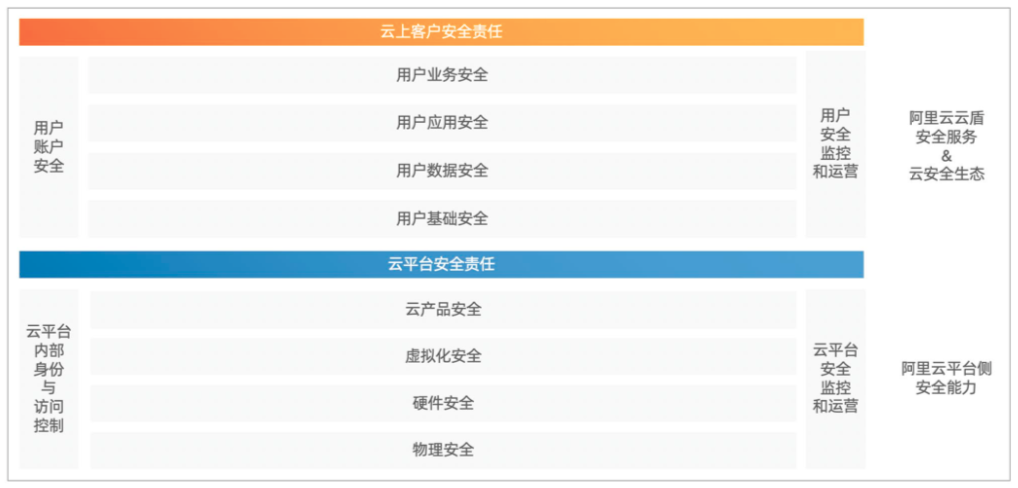 云上客户安全责任
用户
账户
安全
用户业务安全
用户应用安全
用户数据安全
用户基础安全
用户
安全
监控
和运营
阿里云云盾
安全服务
&
云安全生态
云平台安全责任
云平台
内部
身份
与
访问
控制
云产品安全
虚拟化安全
硬件安全
物理安全
云平台
安全
监控
和运营
阿里云平台侧
安全能力